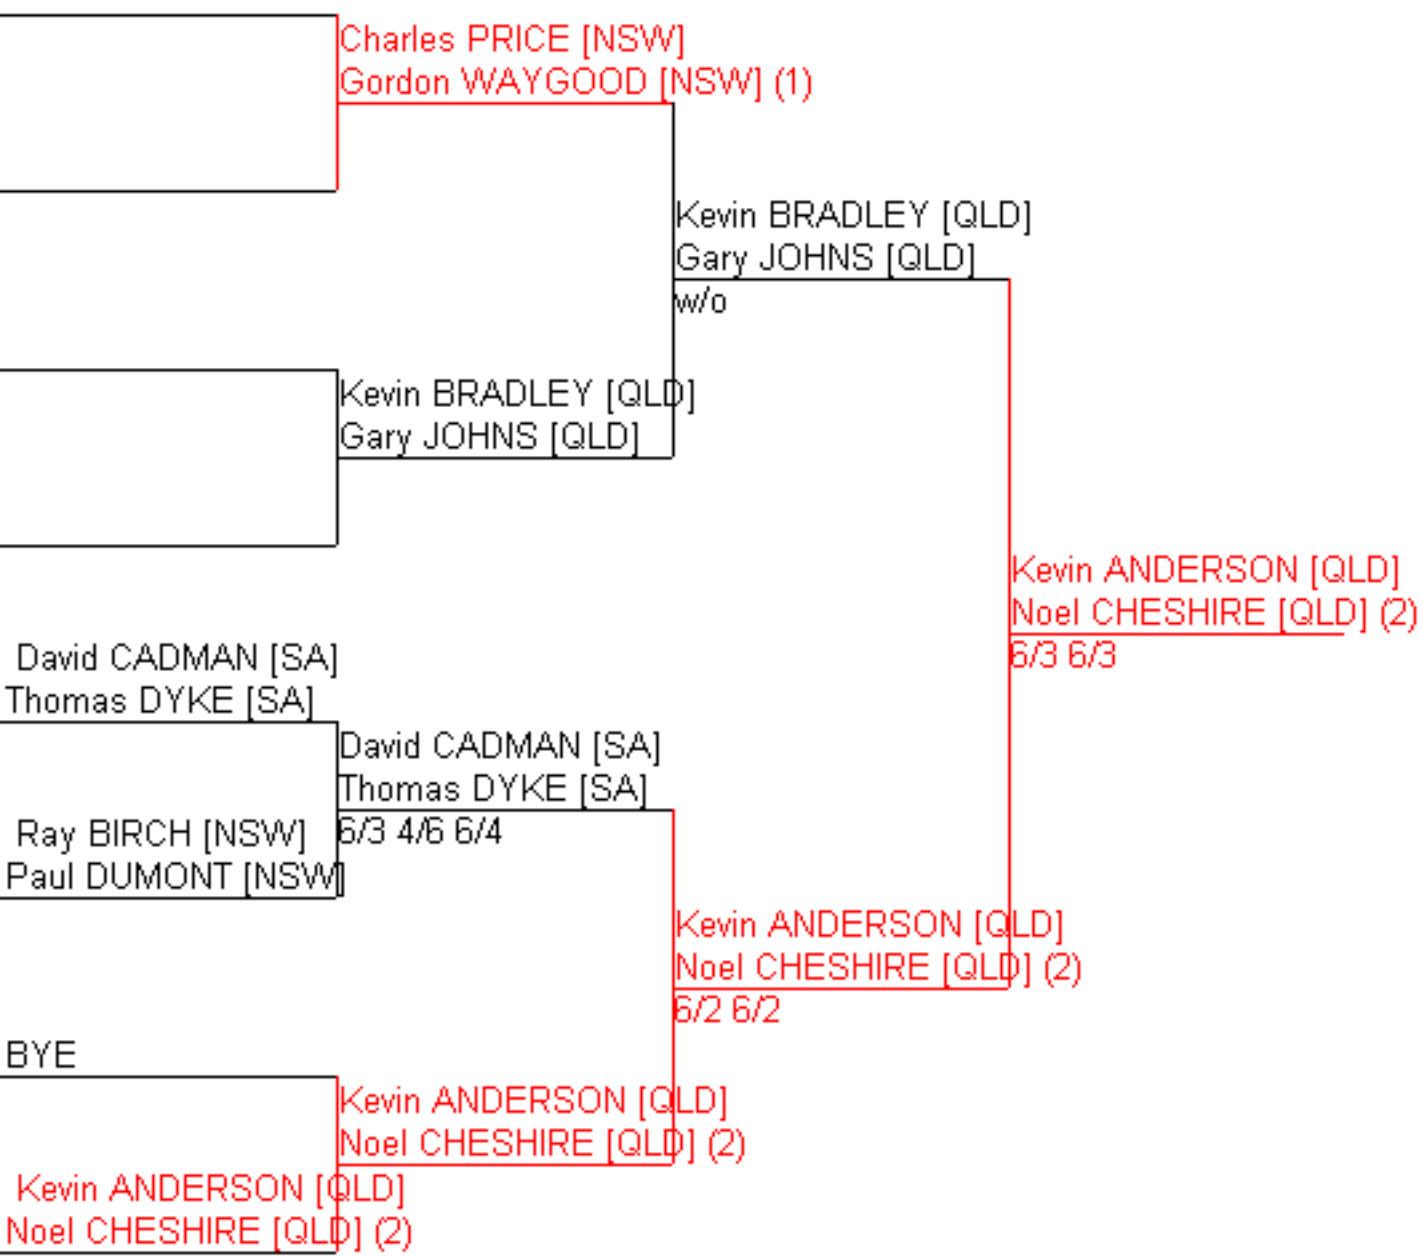 Charles PRICE [NSW]
Gordon WAYGOOD [NSW] (1)
Kevin BRADLEY [QLD]
Gary JOHNS [QLD]
w/o
Kevin BRADLEY [QLD]
Gary JOHNS [QLD]
Kevin ANDERSON [QLD]
Noel CHESHIRE [QLD] (2)
6/3 6/3
David CADMAN [SA]
Thomas DYKE [SA]
David CADMAN [SA]
Thomas DYKE [SA]
6/3 4/6 6/4
Ray BIRCH [NSW]
Paul DUMONT [NSW]
Kevin ANDERSON [QLD]
Noel CHESHIRE [QLD] (2)
6/2 6/2
BYE
Kevin ANDERSON [QLD]
Noel CHESHIRE [QLD] (2)
Kevin ANDERSON [QLD]
Noel CHESHIRE [QLD] (2)